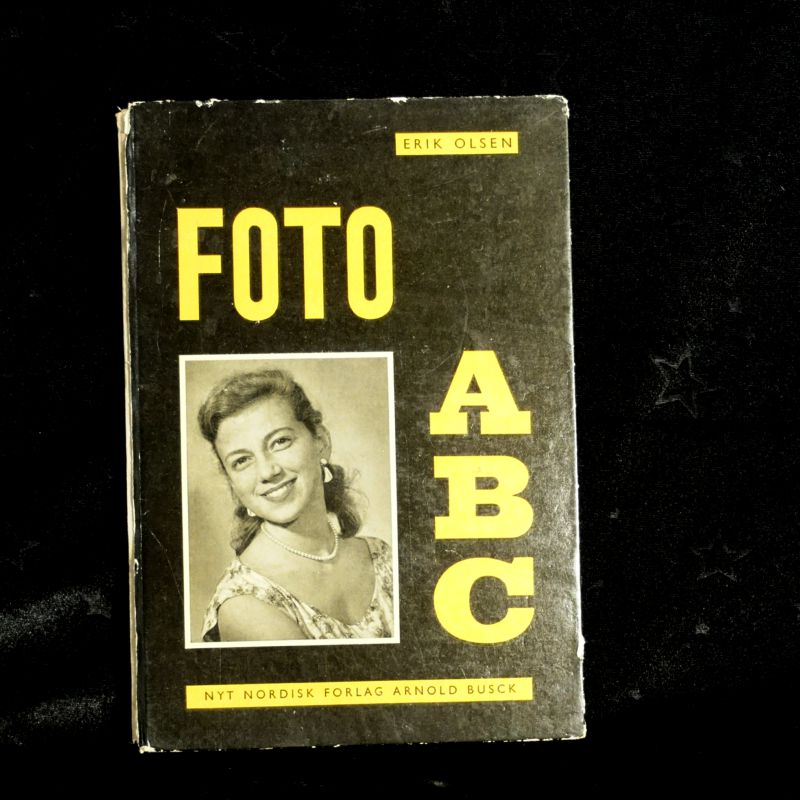 ERIK OLSEN
FOTO
A
B
C
NYT NORDISK FORLAG ARNOLD BUSCK